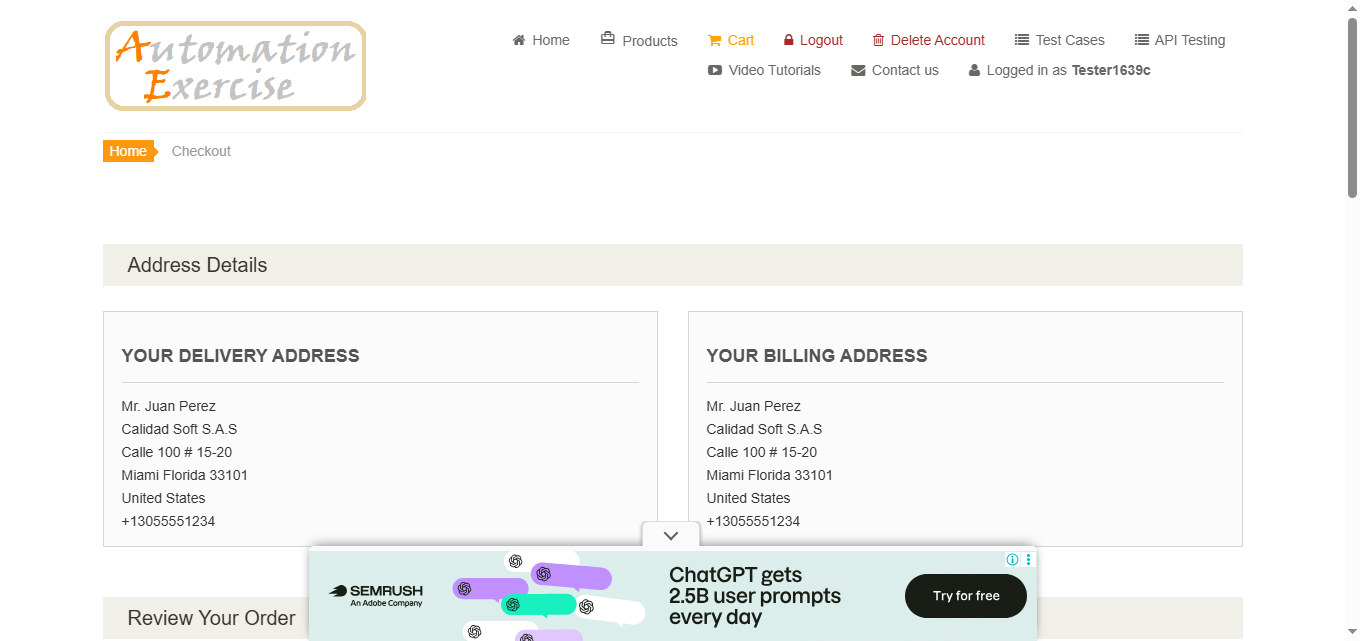 Automation
Exercise
Home
Products
Cart
Logout
Delete Account
Test Cases
API Testing
Video Tutorials
Contact us
Logged in as Tester1639c
Home
Checkout
Address Details
YOUR DELIVERY ADDRESS
Mr. Juan Perez
Calidad Soft S.A.S
Calle 100 # 15-20
Miami Florida 33101
United States
+13055551234
YOUR BILLING ADDRESS
Mr. Juan Perez
Calidad Soft S.A.S
Calle 100 # 15-20
Miami Florida 33101
United States
+13055551234
Review Your Order
SEMRUSH
An Adobe Company
ChatGPT gets
2.5B user prompts
every day
Try for free